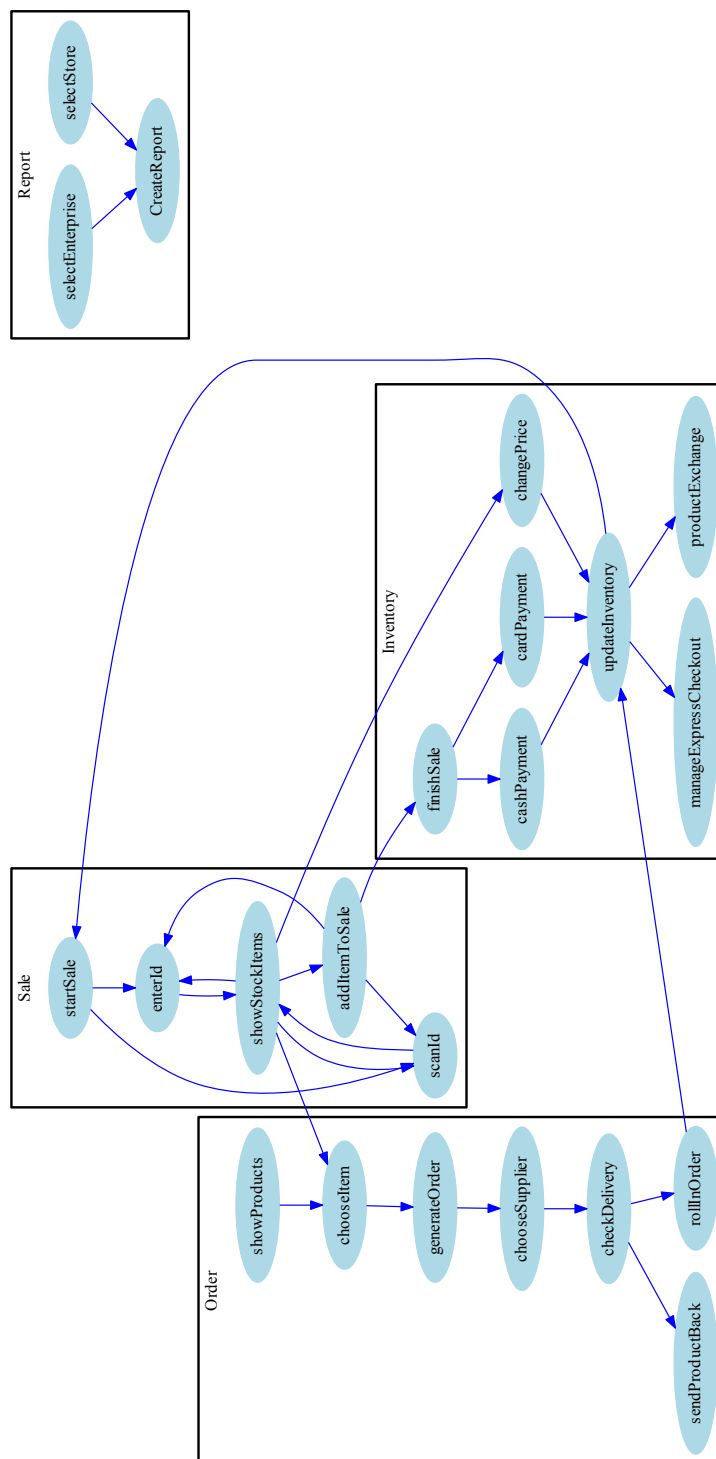 Order
showProducts
chooseItem
generateOrder
chooseSupplier
checkDelivery
sendProductBack
rollInOrder
Sale
startSale
enterId
showStockItems
addItemToSale
scanId
Inventory
finishSale
cashPayment
cardPayment
changePrice
updateInventory
manageExpressCheckout
productExchange
Report
selectEnterprise
selectStore
CreateReport